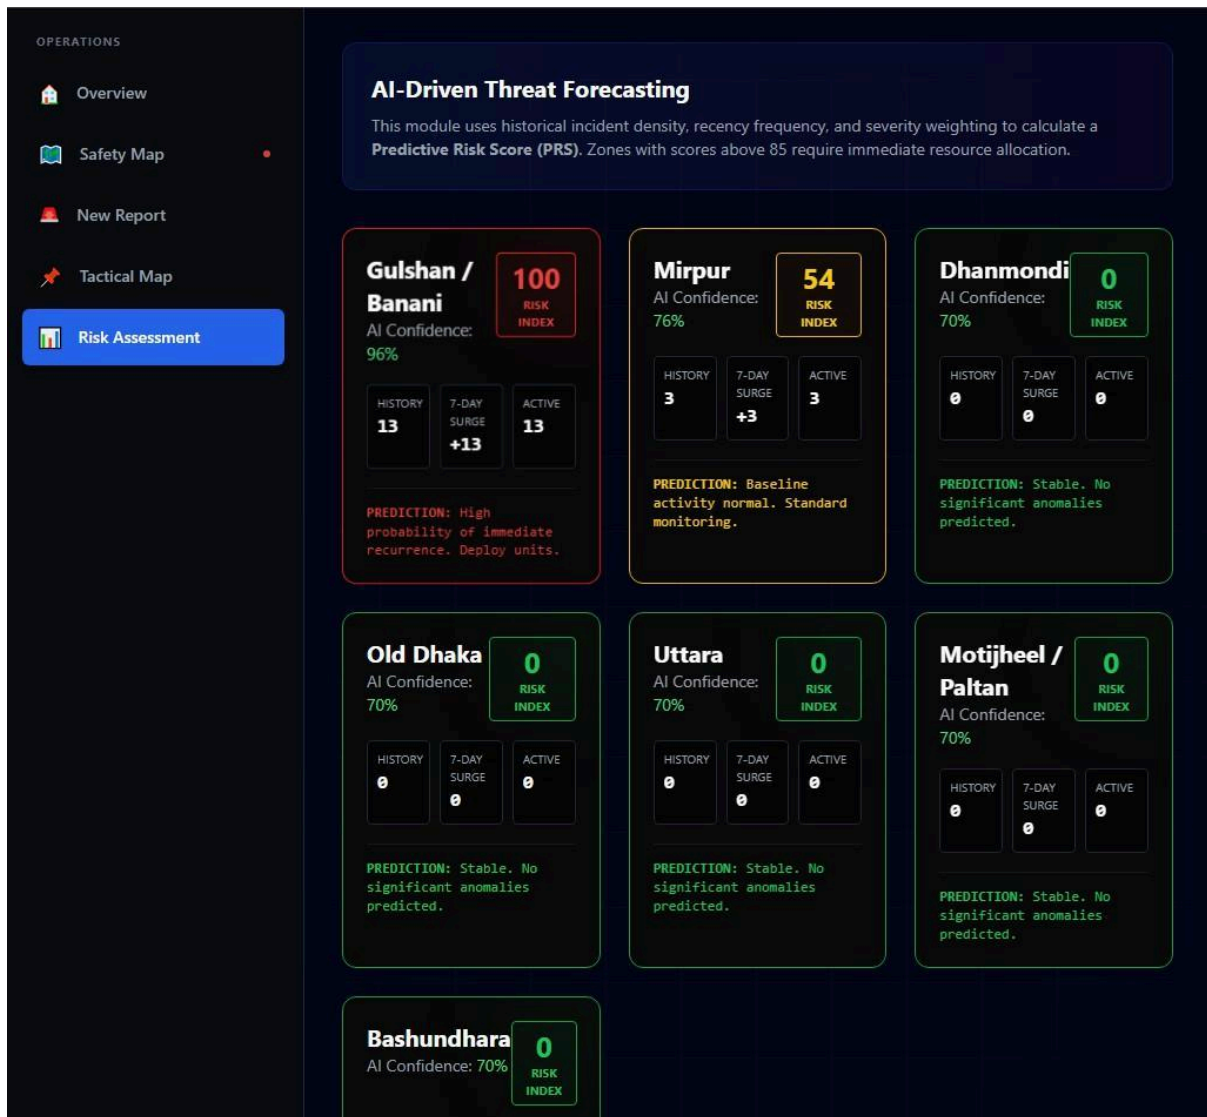 OPERATIONS
Overview
Safety Map
New Report
Tactical Map
Risk Assessment
AI-Driven Threat Forecasting
This module uses historical incident density, recency frequency, and severity weighting to calculate a
Predictive Risk Score (PRS). Zones with scores above 85 require immediate resource allocation.
Gulshan /
Banani
AI Confidence:
96%
100
RISK
INDEX
HISTORY
13
7-DAY
SURGE
+13
ACTIVE
13
PREDICTION: High
probability of immediate
recurrence. Deploy units.
Mirpur
AI Confidence:
76%
54
RISK
INDEX
HISTORY
3
7-DAY
SURGE
+3
ACTIVE
3
PREDICTION: Baseline
activity normal. Standard
monitoring.
Dhanmondi
AI Confidence:
70%
0
RISK
INDEX
HISTORY
0
7-DAY
SURGE
0
ACTIVE
0
PREDICTION: Stable. No
significant anomalies
predicted.
Old Dhaka
AI Confidence:
70%
0
RISK
INDEX
HISTORY
0
7-DAY
SURGE
0
ACTIVE
0
PREDICTION: Stable. No
significant anomalies
predicted.
Uttara
AI Confidence:
70%
0
RISK
INDEX
HISTORY
0
7-DAY
SURGE
0
ACTIVE
0
PREDICTION: Stable. No
significant anomalies
predicted.
Motijheel /
Paltan
AI Confidence:
70%
0
RISK
INDEX
HISTORY
0
7-DAY
SURGE
0
ACTIVE
0
PREDICTION: Stable. No
significant anomalies
predicted.
Bashundhara
AI Confidence: 70%
0
RISK
INDEX